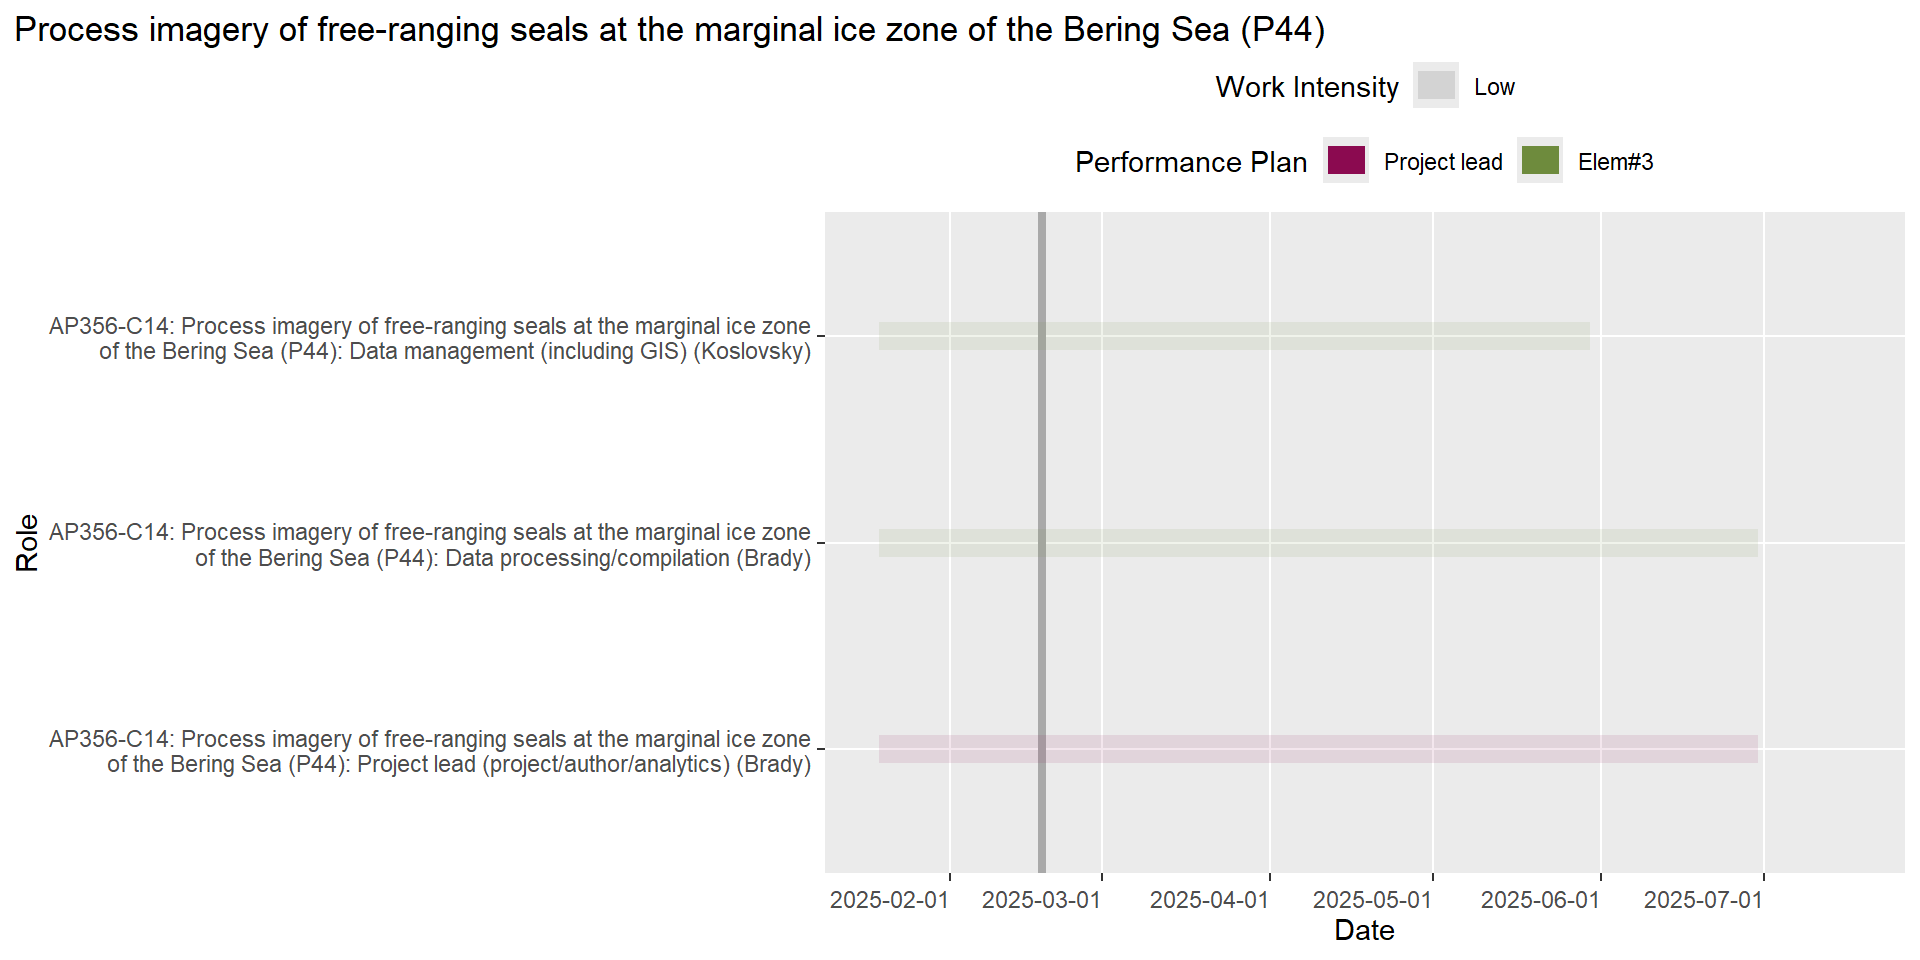 Process imagery of free-ranging seals at the marginal ice zone of the Bering Sea (P44)
Work Intensity Low
Performance Plan Project lead Elem#3
Role
AP356-C14: Process imagery of free-ranging seals at the marginal ice zone
of the Bering Sea (P44): Data management (including GIS) (Koslovsky)
AP356-C14: Process imagery of free-ranging seals at the marginal ice zone
of the Bering Sea (P44): Data processing/compilation (Brady)
AP356-C14: Process imagery of free-ranging seals at the marginal ice zone
of the Bering Sea (P44): Project lead (project/author/analytics) (Brady)
2025-02-01 2025-03-01 2025-04-01 2025-05-01 2025-06-01 2025-07-01
Date